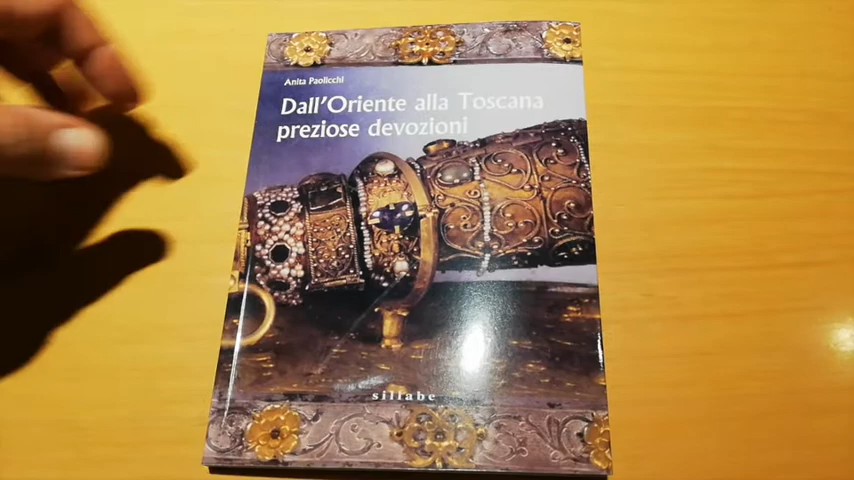 Anita Paolicchi
Dall'Oriente alla Toscana
preziose devozioni
sillabe